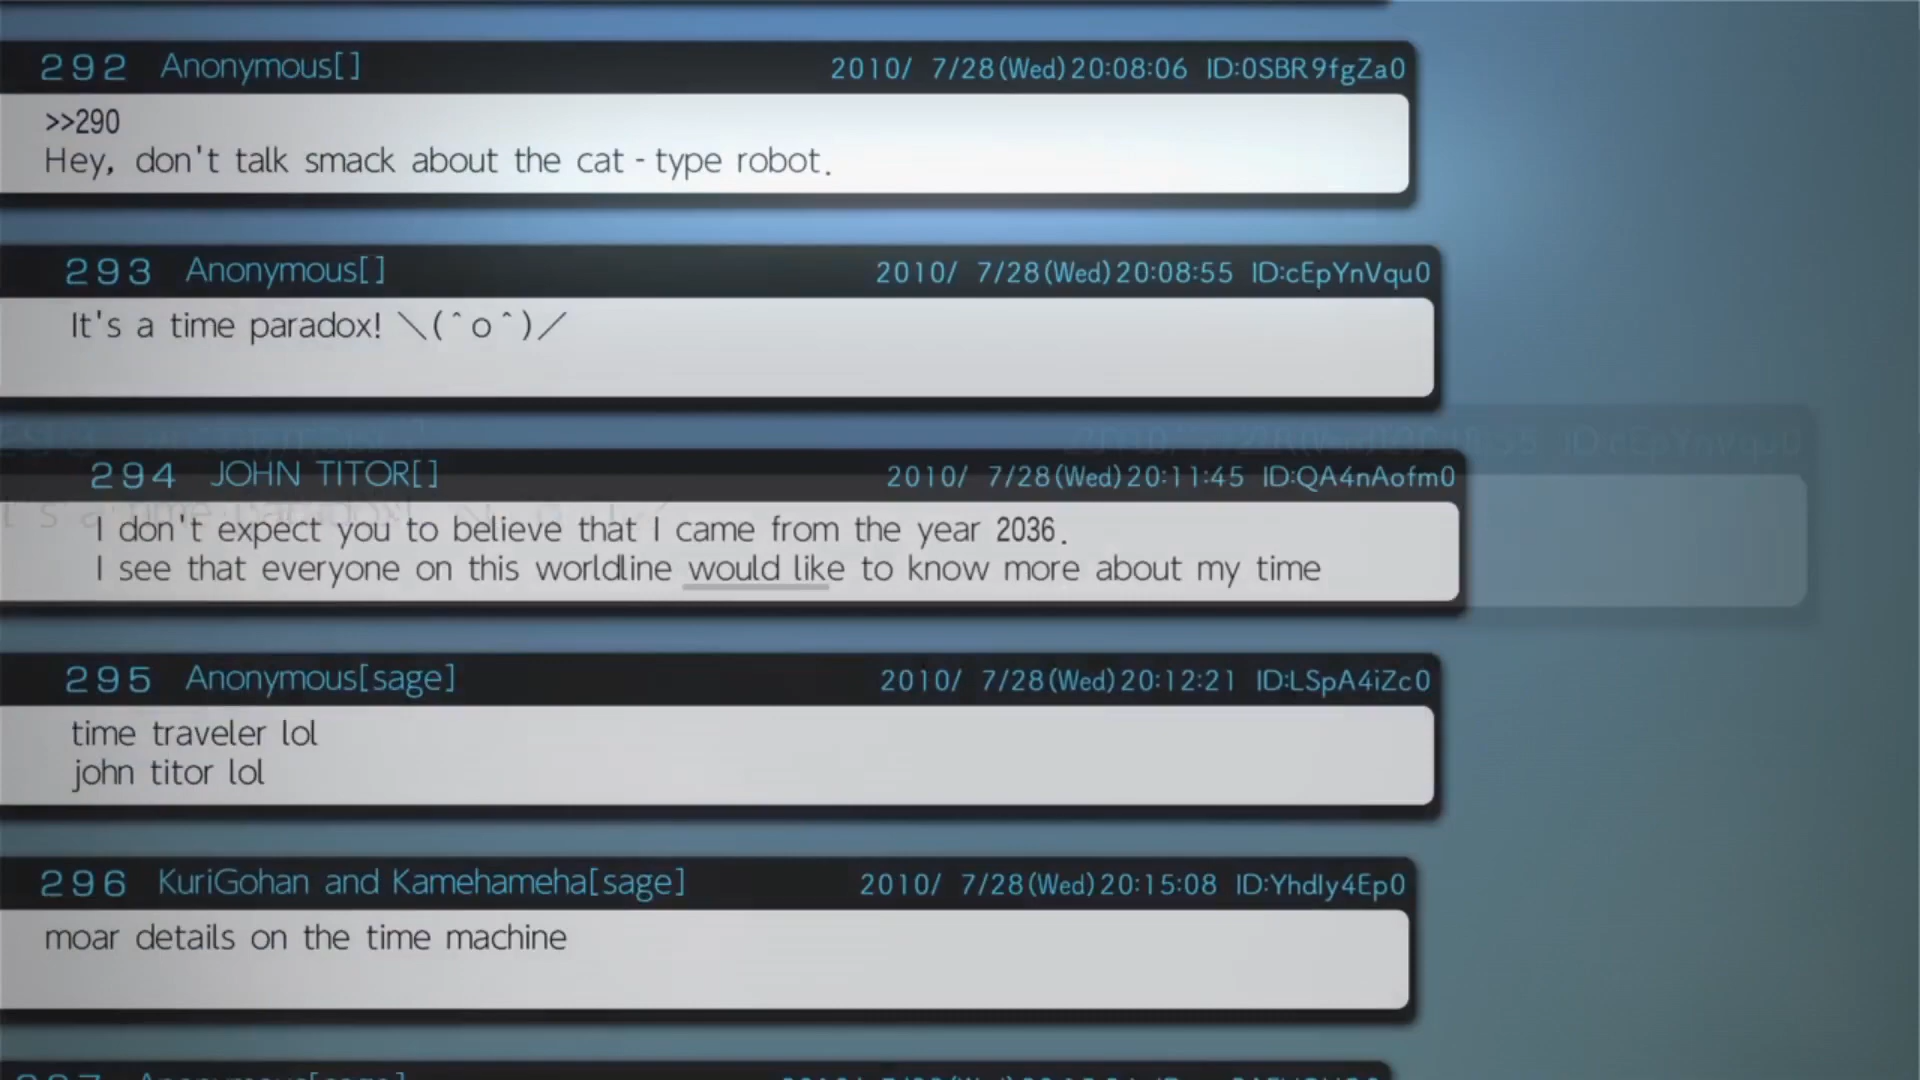 292 Anonymous[] 2010/ 7/28(Wed)20:08:06 ID:0SBR9fgZa0
>>290
Hey, don't talk smack about the cat-type robot.
293 Anonymous[] 2010/ 7/28(Wed)20:08:55 ID:cEpYnVqu0
It's a time paradox! ＼(＾o＾)／
294 JOHN TITOR[] 2010/ 7/28(Wed)20:11:45 ID:QA4nAofm0
I don't expect you to believe that I came from the year 2036.
I see that everyone on this worldline would like to know more about my time
295 Anonymous[sage] 2010/ 7/28(Wed)20:12:21 ID:LSpA4iZc0
time traveler lol
john titor lol
296 KuriGohan and Kamehameha[sage] 2010/ 7/28(Wed)20:15:08 ID:Yhdly4Ep0
moar details on the time machine
297 Anonymous[sage]